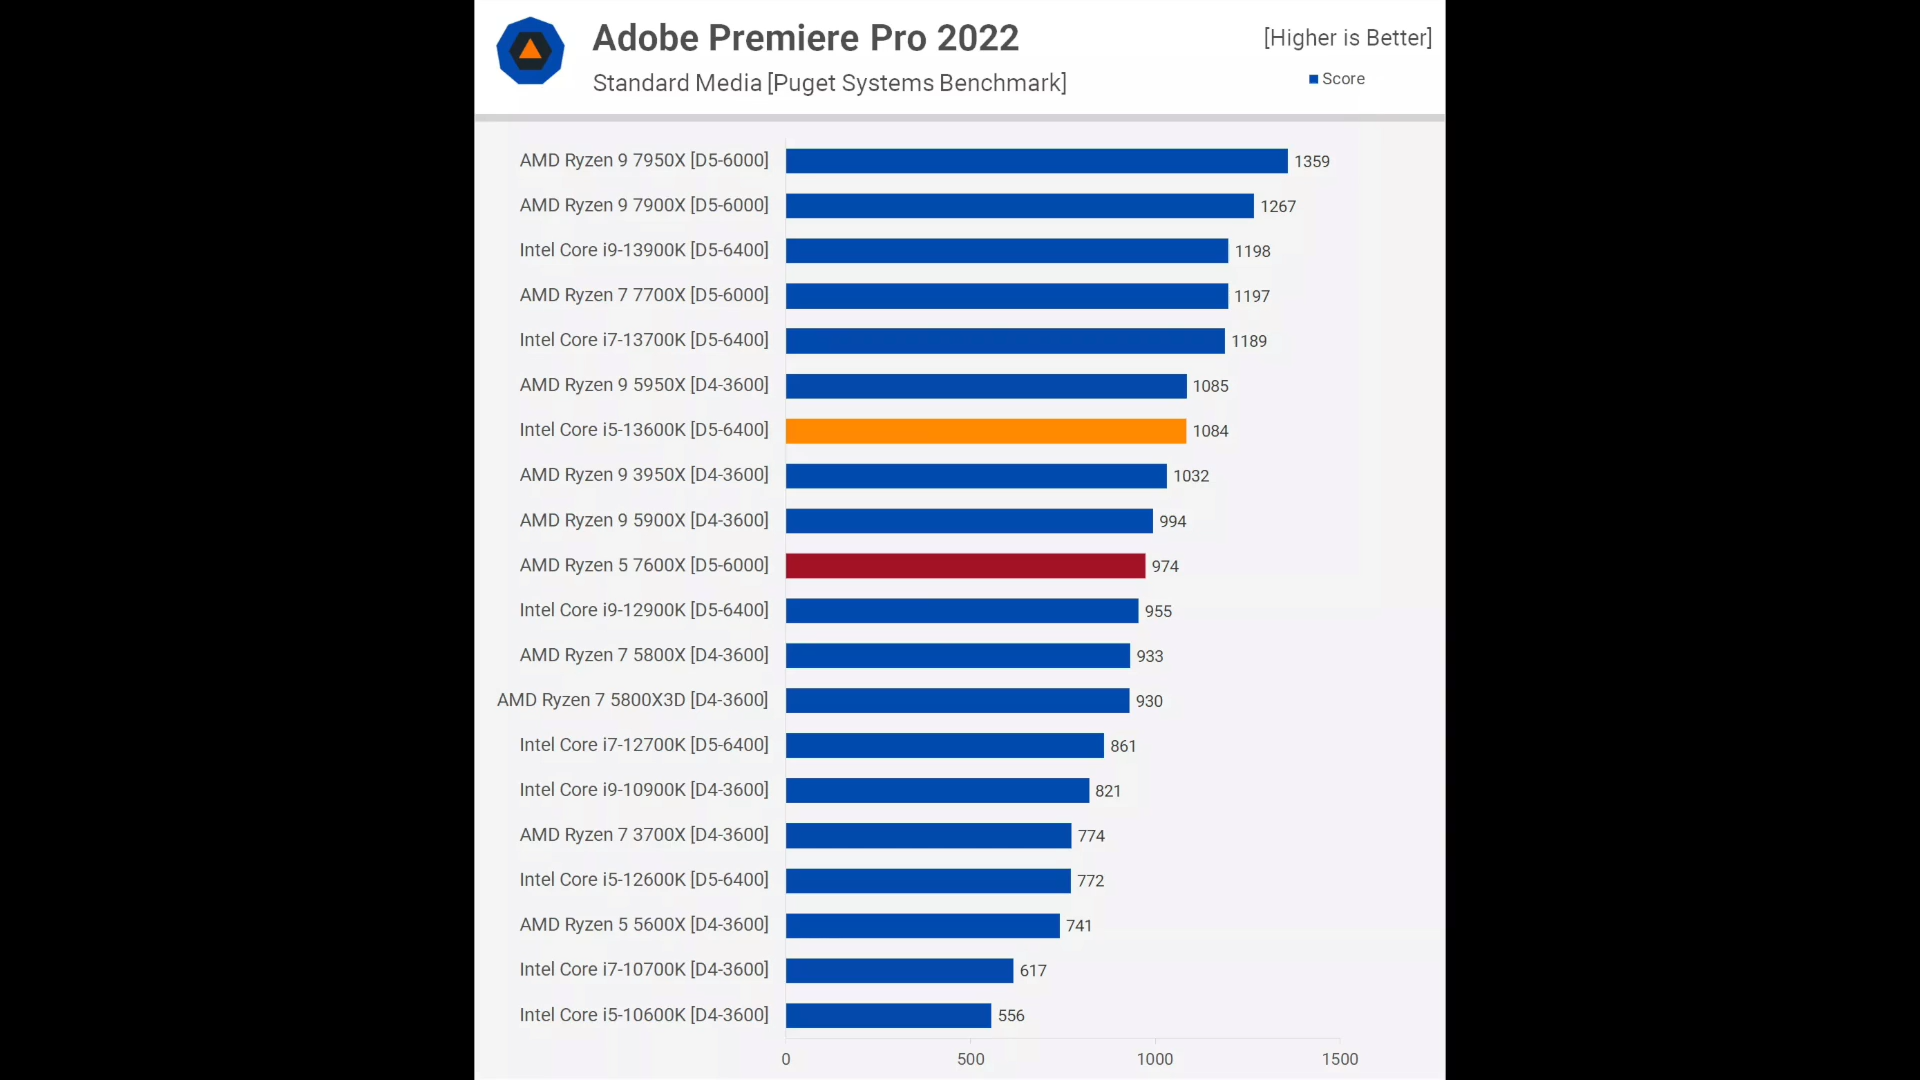 Adobe Premiere Pro 2022
[Higher is Better]
Standard Media [Puget Systems Benchmark]
Score
AMD Ryzen 9 7950X [D5-6000] 1359
AMD Ryzen 9 7900X [D5-6000] 1267
Intel Core i9-13900K [D5-6400] 1198
AMD Ryzen 7 7700X [D5-6000] 1197
Intel Core i7-13700K [D5-6400] 1189
AMD Ryzen 9 5950X [D4-3600] 1085
Intel Core i5-13600K [D5-6400] 1084
AMD Ryzen 9 3950X [D4-3600] 1032
AMD Ryzen 9 5900X [D4-3600] 994
AMD Ryzen 5 7600X [D5-6000] 974
Intel Core i9-12900K [D5-6400] 955
AMD Ryzen 7 5800X [D4-3600] 933
AMD Ryzen 7 5800X3D [D4-3600] 930
Intel Core i7-12700K [D5-6400] 861
Intel Core i9-10900K [D4-3600] 821
AMD Ryzen 7 3700X [D4-3600] 774
Intel Core i5-12600K [D5-6400] 772
AMD Ryzen 5 5600X [D4-3600] 741
Intel Core i7-10700K [D4-3600] 617
Intel Core i5-10600K [D4-3600] 556
0 500 1000 1500